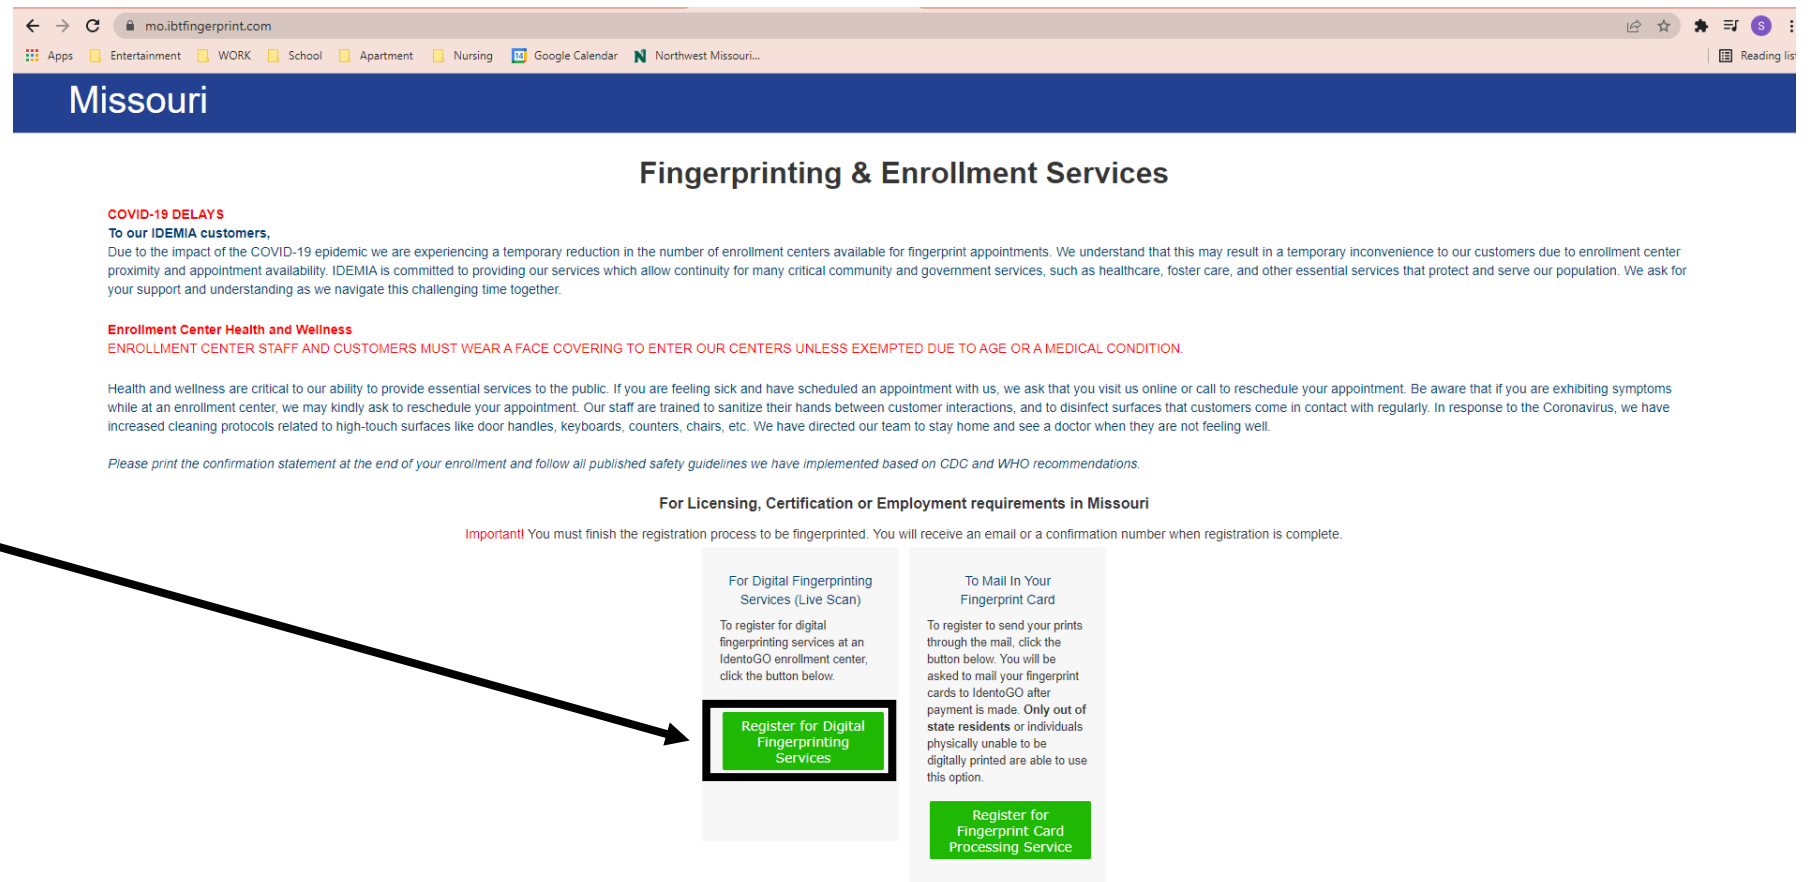 mo.ibtfingerprint.com
S
Apps Entertainment WORK School Apartment Nursing 14 Google Calendar N Northwest Missouri... Reading list
Missouri
Fingerprinting & Enrollment Services
COVID-19 DELAYS
To our IDEMIA customers,
Due to the impact of the COVID-19 epidemic we are experiencing a temporary reduction in the number of enrollment centers available for fingerprint appointments. We understand that this may result in a temporary inconvenience to our customers due to enrollment center
proximity and appointment availability. IDEMIA is committed to providing our services which allow continuity for many critical community and government services, such as healthcare, foster care, and other essential services that protect and serve our population. We ask for
your support and understanding as we navigate this challenging time together.
Enrollment Center Health and Wellness
ENROLLMENT CENTER STAFF AND CUSTOMERS MUST WEAR A FACE COVERING TO ENTER OUR CENTERS UNLESS EXEMPTED DUE TO AGE OR A MEDICAL CONDITION.
Health and wellness are critical to our ability to provide essential services to the public. If you are feeling sick and have scheduled an appointment with us, we ask that you visit us online or call to reschedule your appointment. Be aware that if you are exhibiting symptoms
while at an enrollment center, we may kindly ask to reschedule your appointment. Our staff are trained to sanitize their hands between customer interactions, and to disinfect surfaces that customers come in contact with regularly. In response to the Coronavirus, we have
increased cleaning protocols related to high-touch surfaces like door handles, keyboards, counters, chairs, etc. We have directed our team to stay home and see a doctor when they are not feeling well.
Please print the confirmation statement at the end of your enrollment and follow all published safety guidelines we have implemented based on CDC and WHO recommendations.
For Licensing, Certification or Employment requirements in Missouri
Important! You must finish the registration process to be fingerprinted. You will receive an email or a confirmation number when registration is complete.
For Digital Fingerprinting
Services (Live Scan)
To register for digital
fingerprinting services at an
IdentoGO enrollment center,
click the button below.
Register for Digital
Fingerprinting
Services
To Mail In Your
Fingerprint Card
To register to send your prints
through the mail, click the
button below. You will be
asked to mail your fingerprint
cards to IdentoGO after
payment is made. Only out of
state residents or individuals
physically unable to be
digitally printed are able to use
this option.
Register for
Fingerprint Card
Processing Service